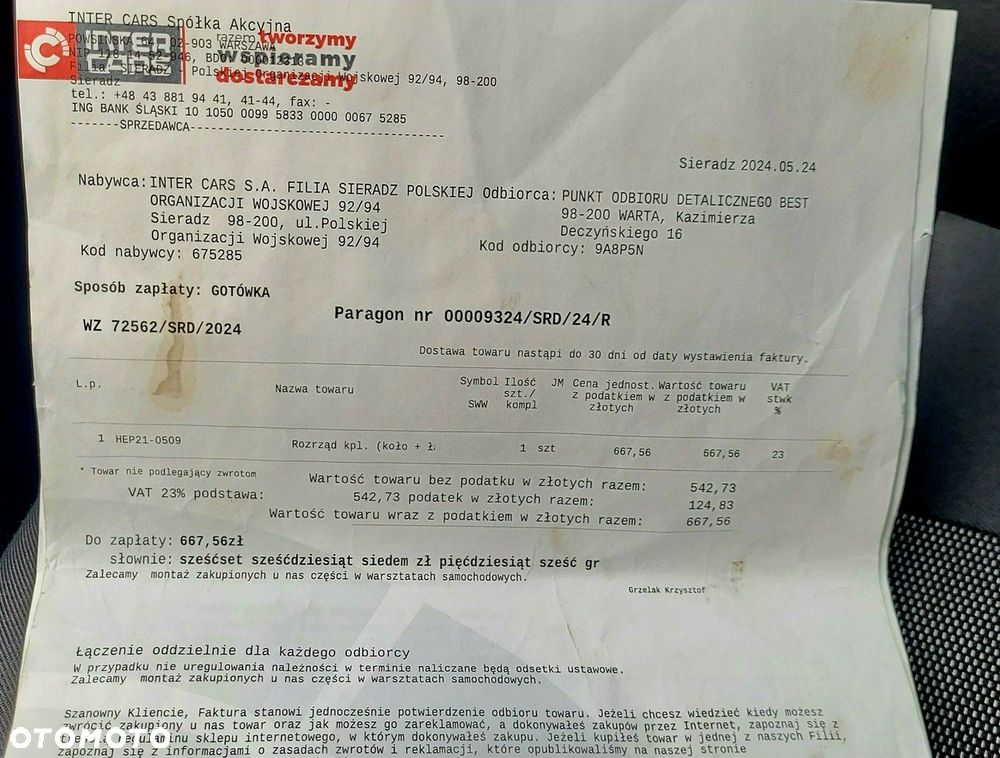 INTER CARS Spółka Akcyjna
POWSIŃSKA 64, 02-903 WARSZAWA
INTER CARS
razem tworzymy
wspieramy
dostarczamy
Filia: SIERADZ Polskiej Organizacji Wojskowej 92/94, 98-200
Sieradz
tel.: +48 43 881 94 41, 41-44, fax: -
ING BANK ŚLĄSKI 10 1050 0099 5833 0000 0067 5285
-------SPRZEDAWCA-----------------------------------
Sieradz 2024.05.24
Nabywca: INTER CARS S.A. FILIA SIERADZ POLSKIEJ Odbiorca: PUNKT ODBIORU DETALICZNEGO BEST
ORGANIZACJI WOJSKOWEJ 92/94 98-200 WARTA, Kazimierza
Sieradz 98-200, ul.Polskiej Deczyńskiego 16
Organizacji Wojskowej 92/94 Kod odbiorcy: 9A8P5N
Kod nabywcy: 675285
Sposób zapłaty: GOTÓWKA
Paragon nr 00009324/SRD/24/R
WZ 72562/SRD/2024
Dostawa towaru nastąpi do 30 dni od daty wystawienia faktury.
L.p. Nazwa towaru Symbol Ilość JM Cena jednost. Wartość towaru VAT
szt./ z podatkiem w z podatkiem w stwk
SWW kompl złotych złotych %
1 HEP21-0509 Rozrząd kpl. (koło + 1 szt 667,56 667,56 23
* Towar nie podlegający zwrotom
Wartość towaru bez podatku w złotych razem: 542,73
VAT 23% podstawa: 542,73 podatek w złotych razem: 124,83
Wartość towaru wraz z podatkiem w złotych razem: 667,56
Do zapłaty: 667,56zł
słownie: sześćset sześćdziesiąt siedem zł pięćdziesiąt sześć gr
Zalecamy montaż zakupionych u nas części w warsztatach samochodowych.
Grzelak Krzysztof
Łączenie oddzielnie dla każdego odbiorcy
W przypadku nie uregulowania należności w terminie naliczane będą odsetki ustawowe.
Zalecamy montaż zakupionych u nas części w warsztatach samochodowych.
Szanowny Kliencie, Faktura stanowi jednocześnie potwierdzenie odbioru towaru. Jeżeli chcesz wiedzieć kiedy możesz
zwrócić zakupiony u nas towar oraz jak możesz go zareklamować, a dokonywałeś zakupów przez Internet, zapoznaj się z
regulaminu sklepu internetowego, w którym dokonywałeś zakupu. Jeżeli kupiłeś towar w jednej z naszych Filii,
zapoznaj się z informacjami o zasadach zwrotów i reklamacji, które opublikowaliśmy na naszej stronie
OTOMOTO